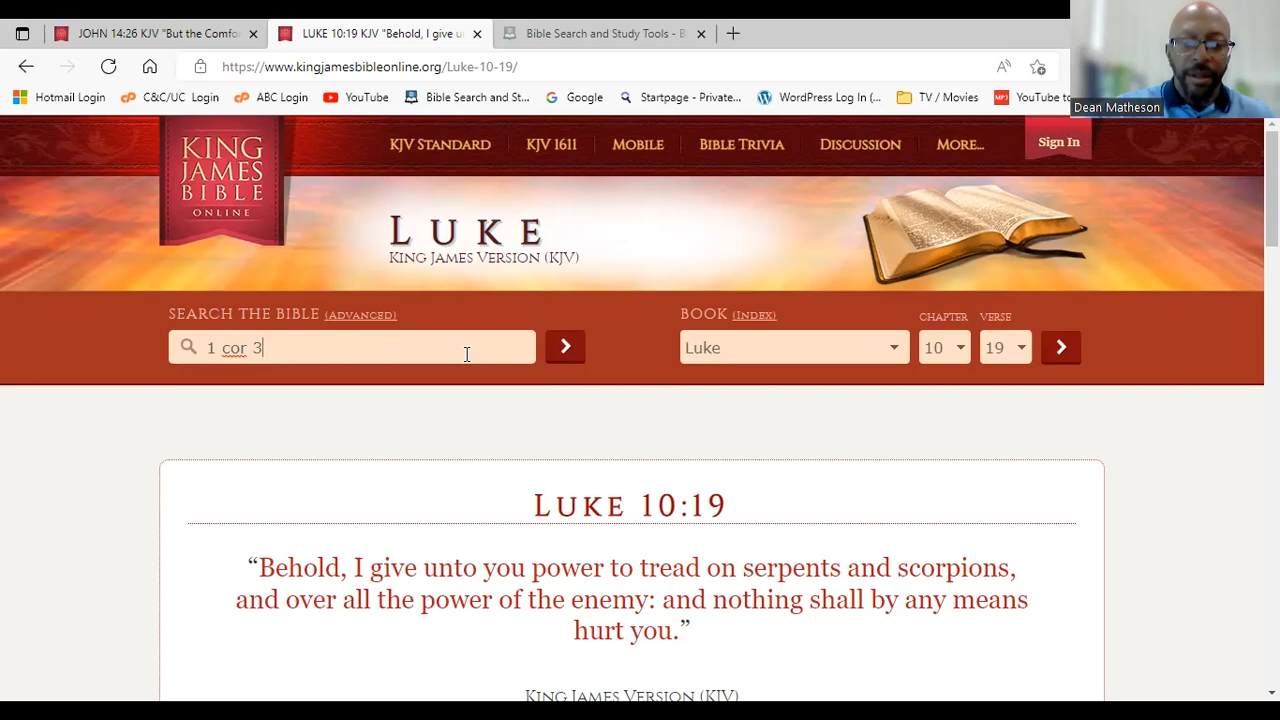 JOHN 14:26 KJV "But the Comfo
LUKE 10:19 KJV "Behold, I give u
Bible Search and Study Tools - B
https://www.kingjamesbibleonline.org/Luke-10-19/
Dean Matheson
Hotmail Login
C&C/UC Login
ABC Login
YouTube
Bible Search and St...
Google
Startpage - Private...
WordPress Log In (...
TV / Movies
MP3
YouTube to
KING
JAMES
BIBLE
ONLINE
KJV STANDARD
KJV 1611
MOBILE
BIBLE TRIVIA
DISCUSSION
MORE...
Sign In
LUKE
KING JAMES VERSION (KJV)
SEARCH THE BIBLE (ADVANCED)
BOOK (INDEX)
CHAPTER
VERSE
1 cor 3
Luke
10
19
LUKE 10:19
“Behold, I give unto you power to tread on serpents and scorpions,
and over all the power of the enemy: and nothing shall by any means
hurt you.”
KING JAMES VERSION (KJV)